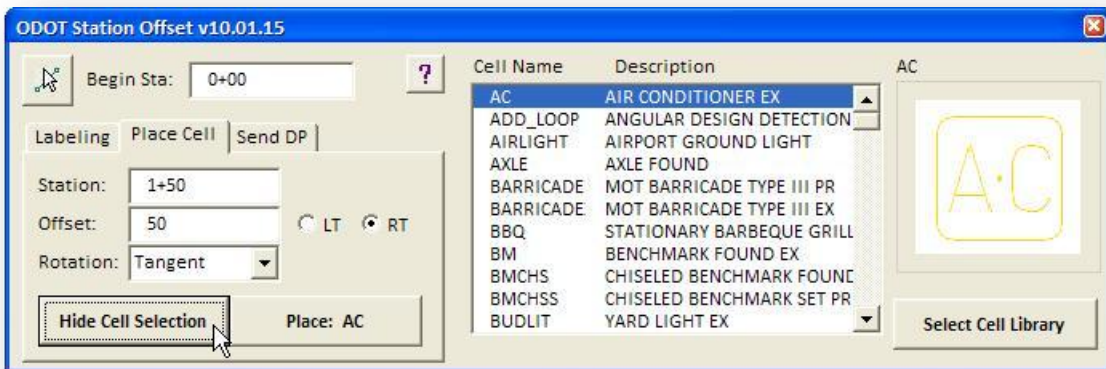 ODOT Station Offset v10.01.15
Begin Sta: 0+00 ?
Labeling Place Cell Send DP
Station: 1+50
Offset: 50 LT RT
Rotation: Tangent
Hide Cell Selection Place: AC
Cell Name Description
AC AIR CONDITIONER EX
ADD_LOOP ANGULAR DESIGN DETECTION
AIRLIGHT AIRPORT GROUND LIGHT
AXLE AXLE FOUND
BARRICADE MOT BARRICADE TYPE III PR
BARRICADE MOT BARRICADE TYPE III EX
BBQ STATIONARY BARBEQUE GRILL
BM BENCHMARK FOUND EX
BMCHS CHISELED BENCHMARK FOUND
BMCHSS CHISELED BENCHMARK SET PR
BUDLIT YARD LIGHT EX
AC
A·C
Select Cell Library